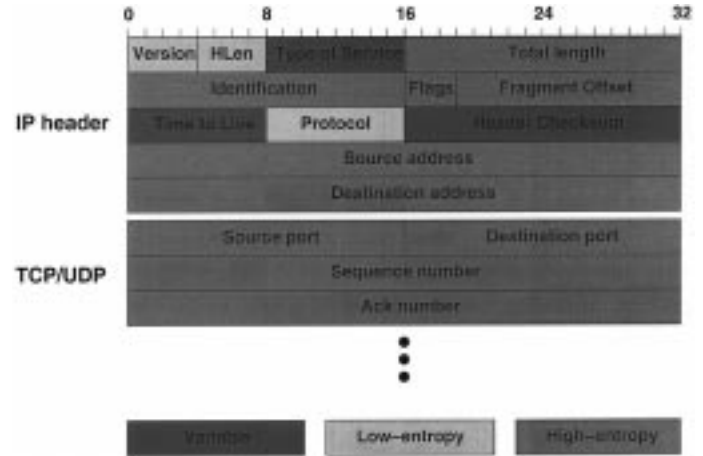 0 8 16 24 32
Version HLen Type of Service Total length
Identification Flags Fragment Offset
IP header
Time to Live Protocol Header Checksum
Source address
Destination address
Source port Destination port
TCP/UDP
Sequence number
Ack number
Variable Low-entropy High-entropy